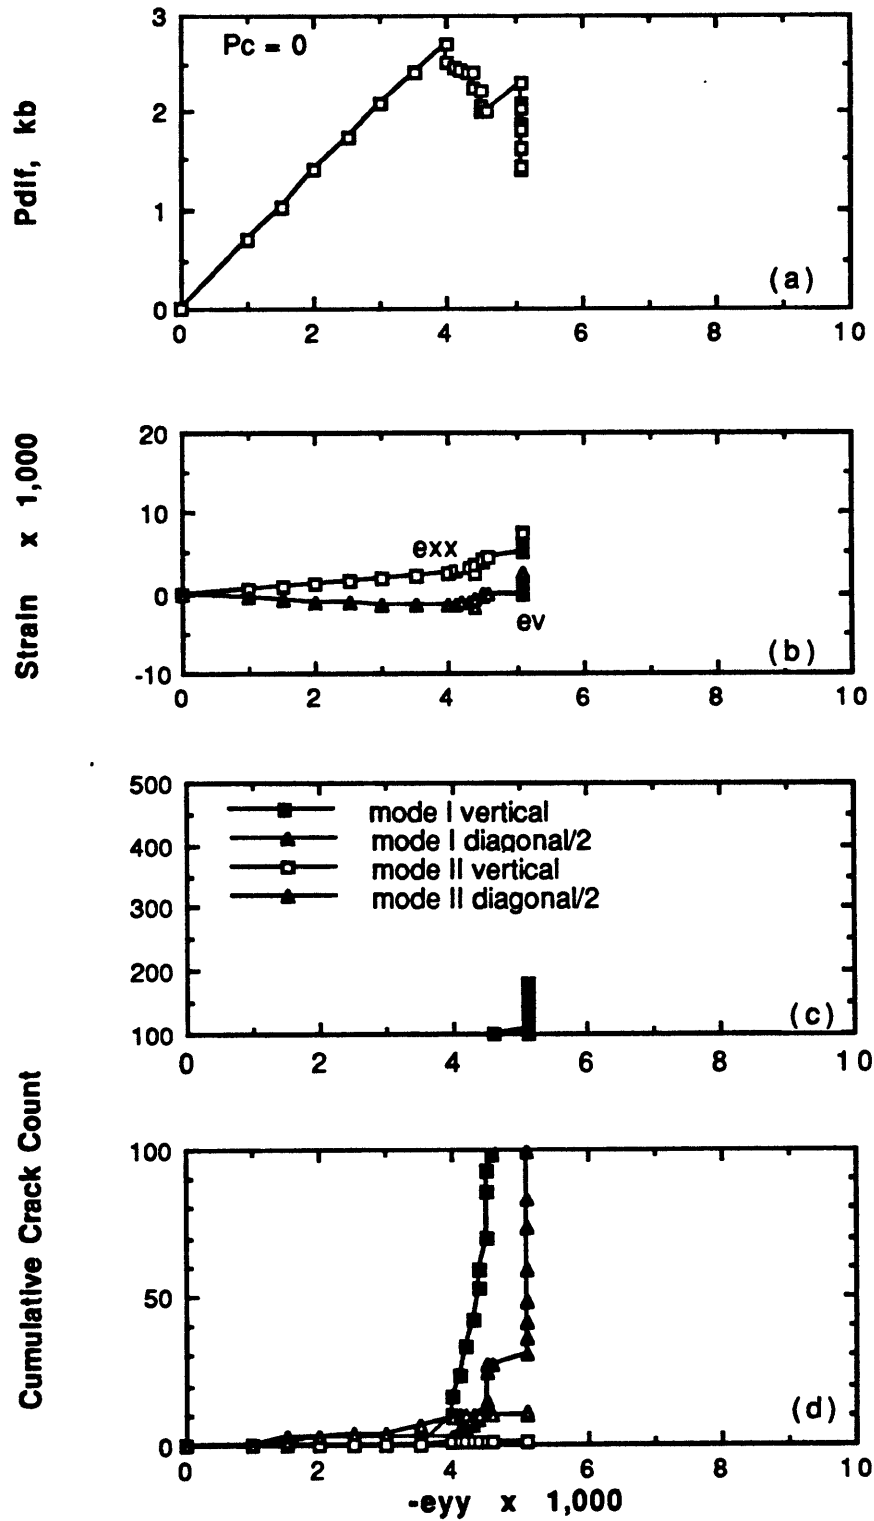 Pdif, kb
3
2
1
0
Pc = 0
(a)
0 2 4 6 8 10
Strain x 1,000
20
10
0
-10
exx
ev
(b)
0 2 4 6 8 10
Cumulative Crack Count
500
400
300
200
100
mode I vertical
mode I diagonal/2
mode II vertical
mode II diagonal/2
(c)
0 2 4 6 8 10
100
50
0
(d)
0 2 4 6 8 10
-eyy x 1,000